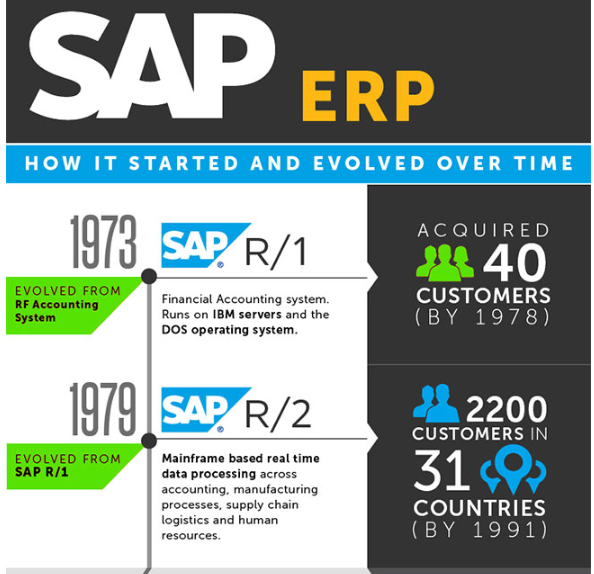 SAP ERP
HOW IT STARTED AND EVOLVED OVER TIME
1973
EVOLVED FROM
RF Accounting
System
SAP® R/1
Financial Accounting system.
Runs on IBM servers and the
DOS operating system.
ACQUIRED
40
CUSTOMERS
(BY 1978)
1979
EVOLVED FROM
SAP R/1
SAP® R/2
Mainframe based real time
data processing across
accounting, manufacturing
processes, supply chain
logistics and human
resources.
2200
CUSTOMERS IN
31
COUNTRIES
(BY 1991)